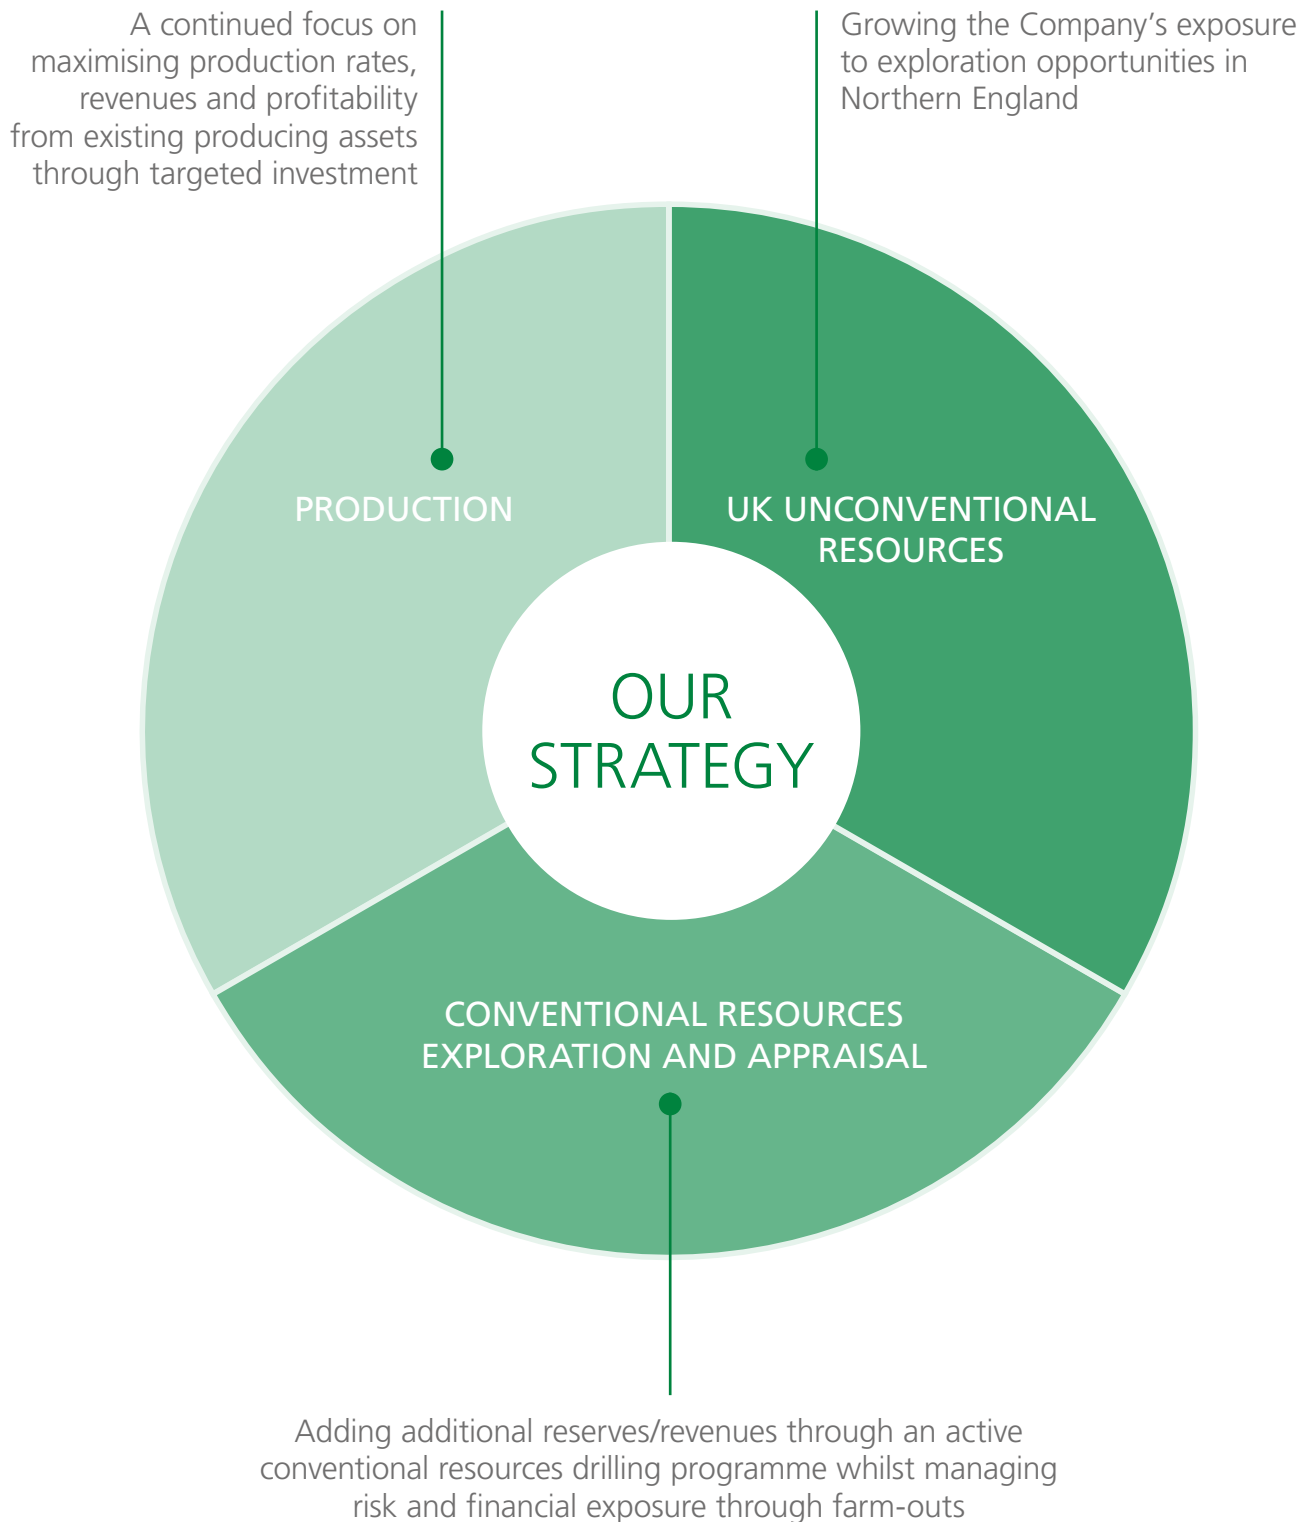 A continued focus on
maximising production rates,
revenues and profitability
from existing producing assets
through targeted investment
Growing the Company’s exposure
to exploration opportunities in
Northern England
PRODUCTION
UK UNCONVENTIONAL
RESOURCES
OUR
STRATEGY
CONVENTIONAL RESOURCES
EXPLORATION AND APPRAISAL
Adding additional reserves/revenues through an active
conventional resources drilling programme whilst managing
risk and financial exposure through farm-outs